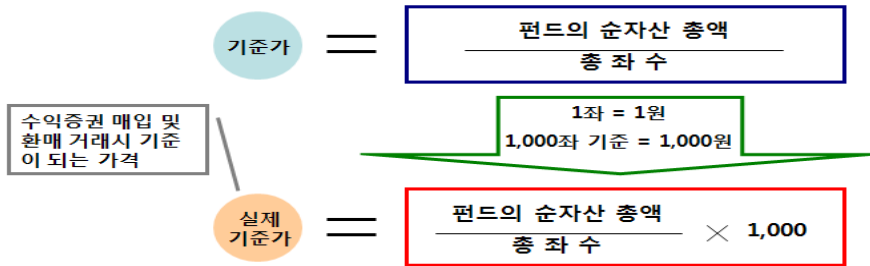 기준가
펀드의 순자산 총액
총 좌 수
수익증권 매입 및
환매 거래시 기준
이 되는 가격
1좌 = 1원
1,000좌 기준 = 1,000원
실제
기준가
펀드의 순자산 총액
총 좌 수
× 1,000